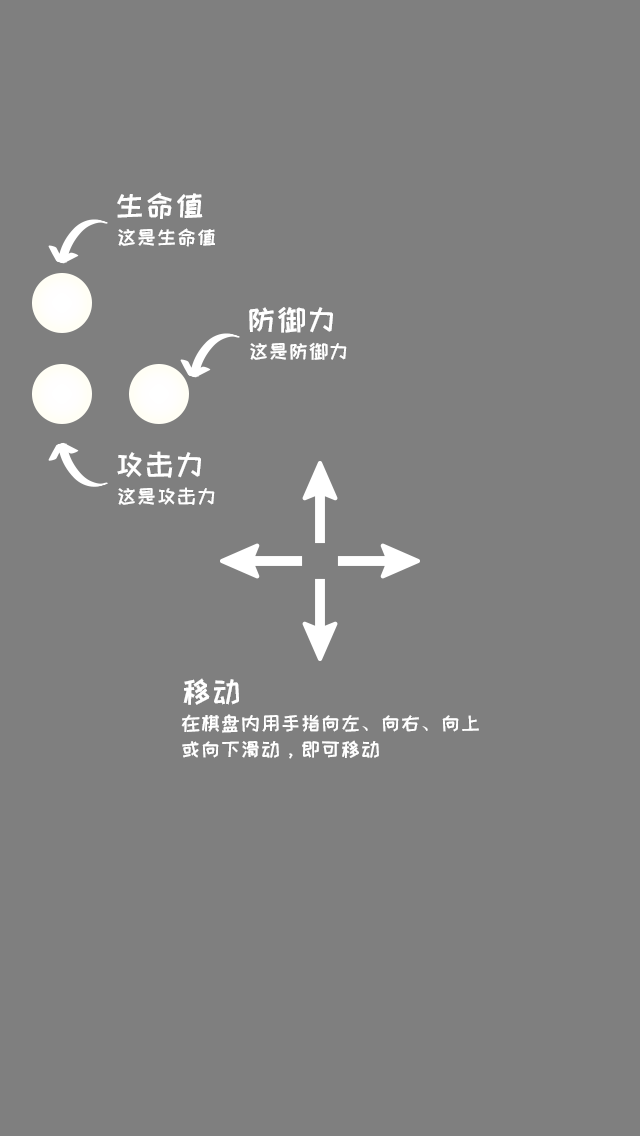 生命值
这是生命值
防御力
这是防御力
攻击力
这是攻击力
移动
在棋盘内用手指向左、向右、向上
或向下滑动，即可移动